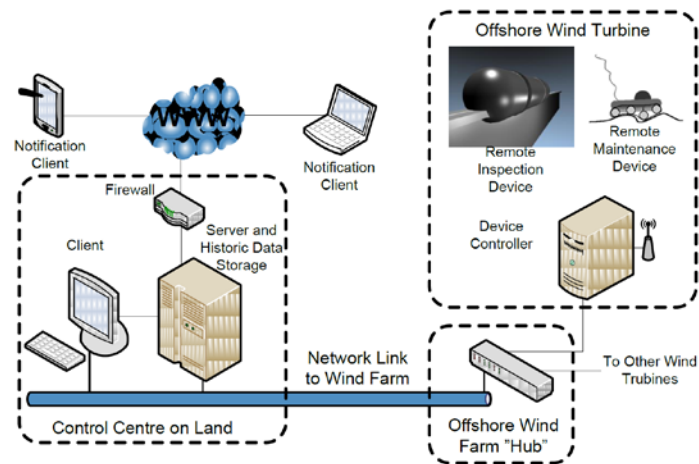 Offshore Wind Turbine
WWW
Notification
Client
Notification
Client
Remote
Inspection
Device
Remote
Maintenance
Device
Firewall
Server and
Historic Data
Storage
Client
Device
Controller
Network Link
to Wind Farm
To Other Wind
Trubines
Control Centre on Land
Offshore Wind
Farm "Hub"